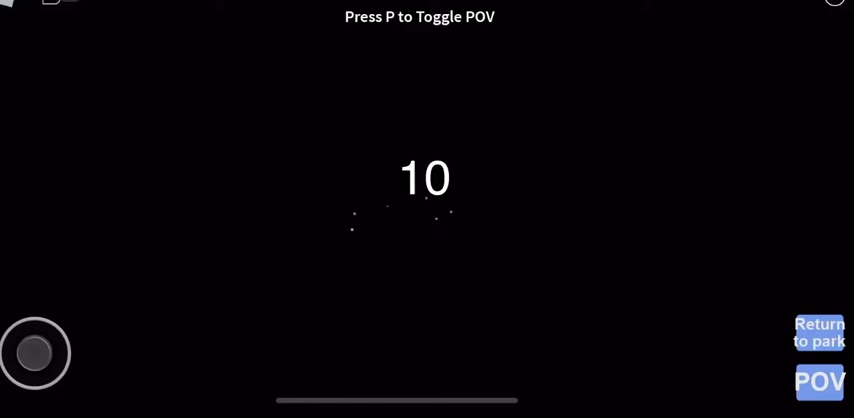 Press P to Toggle POV
10
Return
to park
POV